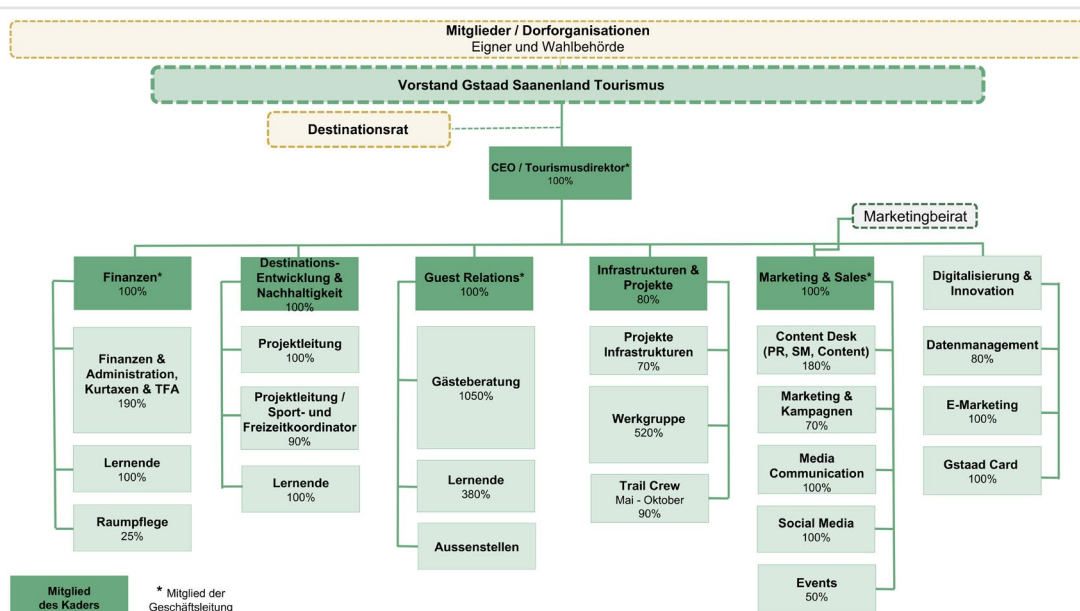 Mitglieder / Dorforganisationen
Eigner und Wahlbehörde
Vorstand Gstaad Saanenland Tourismus
Destinationsrat
CEO / Tourismusdirektor*
100%
Marketingbeirat
Finanzen*
100%
Finanzen &
Administration,
Kurtaxen & TFA
190%
Lernende
100%
Raumpflege
25%
Destinations-
Entwicklung &
Nachhaltigkeit
100%
Projektleitung
100%
Projektleitung /
Sport- und
Freizeitkoordinator
90%
Lernende
100%
Guest Relations*
100%
Gästeberatung
1050%
Lernende
380%
Aussenstellen
Infrastrukturen &
Projekte
80%
Projekte
Infrastrukturen
70%
Werkgruppe
520%
Trail Crew
Mai - Oktober
90%
Marketing & Sales*
100%
Content Desk
(PR, SM, Content)
180%
Marketing &
Kampagnen
70%
Media
Communication
100%
Social Media
100%
Events
50%
Digitalisierung &
Innovation
Datenmanagement
80%
E-Marketing
100%
Gstaad Card
100%
Mitglied
des Kaders
* Mitglied der
Geschäftsleitung